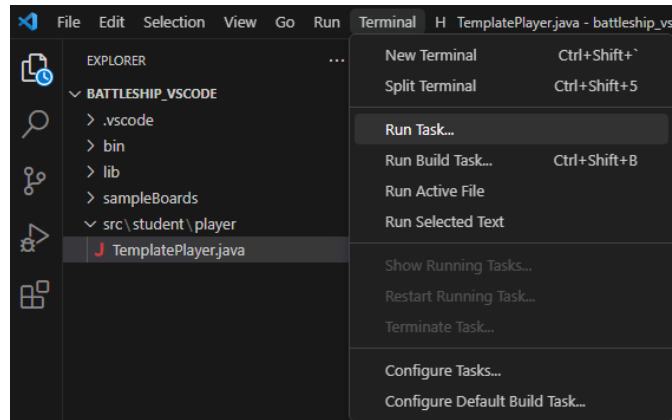 File Edit Selection View Go Run Terminal H TemplatePlayer.java - battleship_vs
EXPLORER ...
BATTLESHIP_VSCODE
.vscode
bin
lib
sampleBoards
src\student\player
J TemplatePlayer.java
New Terminal Ctrl+Shift+`
Split Terminal Ctrl+Shift+5
Run Task...
Run Build Task... Ctrl+Shift+B
Run Active File
Run Selected Text
Show Running Tasks...
Restart Running Task...
Terminate Task...
Configure Tasks...
Configure Default Build Task...